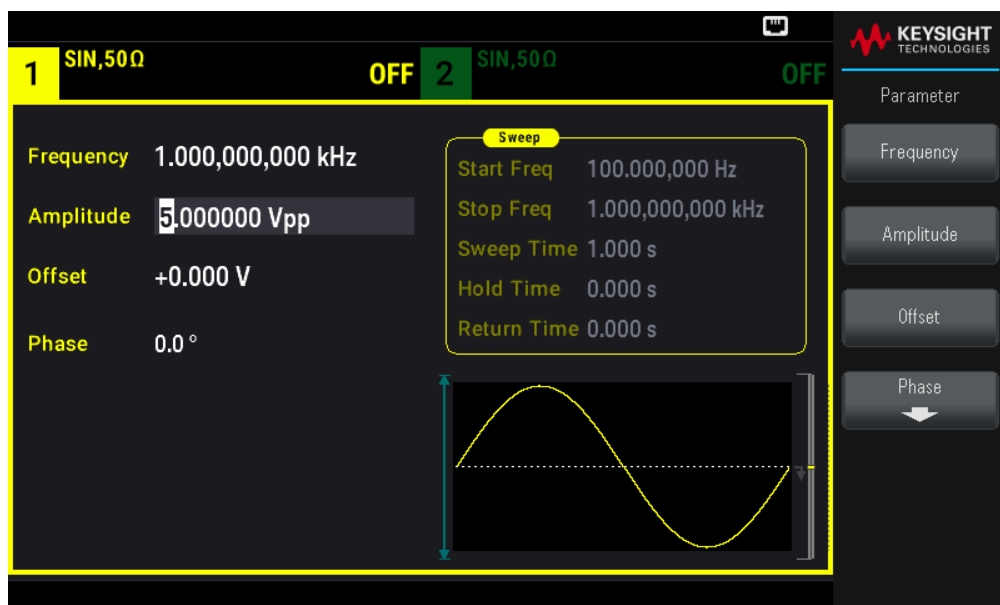 1 SIN,50Ω OFF
2 SIN,50Ω OFF
Frequency 1.000,000,000 kHz
Amplitude 5.000000 Vpp
Offset +0.000 V
Phase 0.0 °
Sweep
Start Freq 100.000,000 Hz
Stop Freq 1.000,000,000 kHz
Sweep Time 1.000 s
Hold Time 0.000 s
Return Time 0.000 s
KEYSIGHT
TECHNOLOGIES
Parameter
Frequency
Amplitude
Offset
Phase